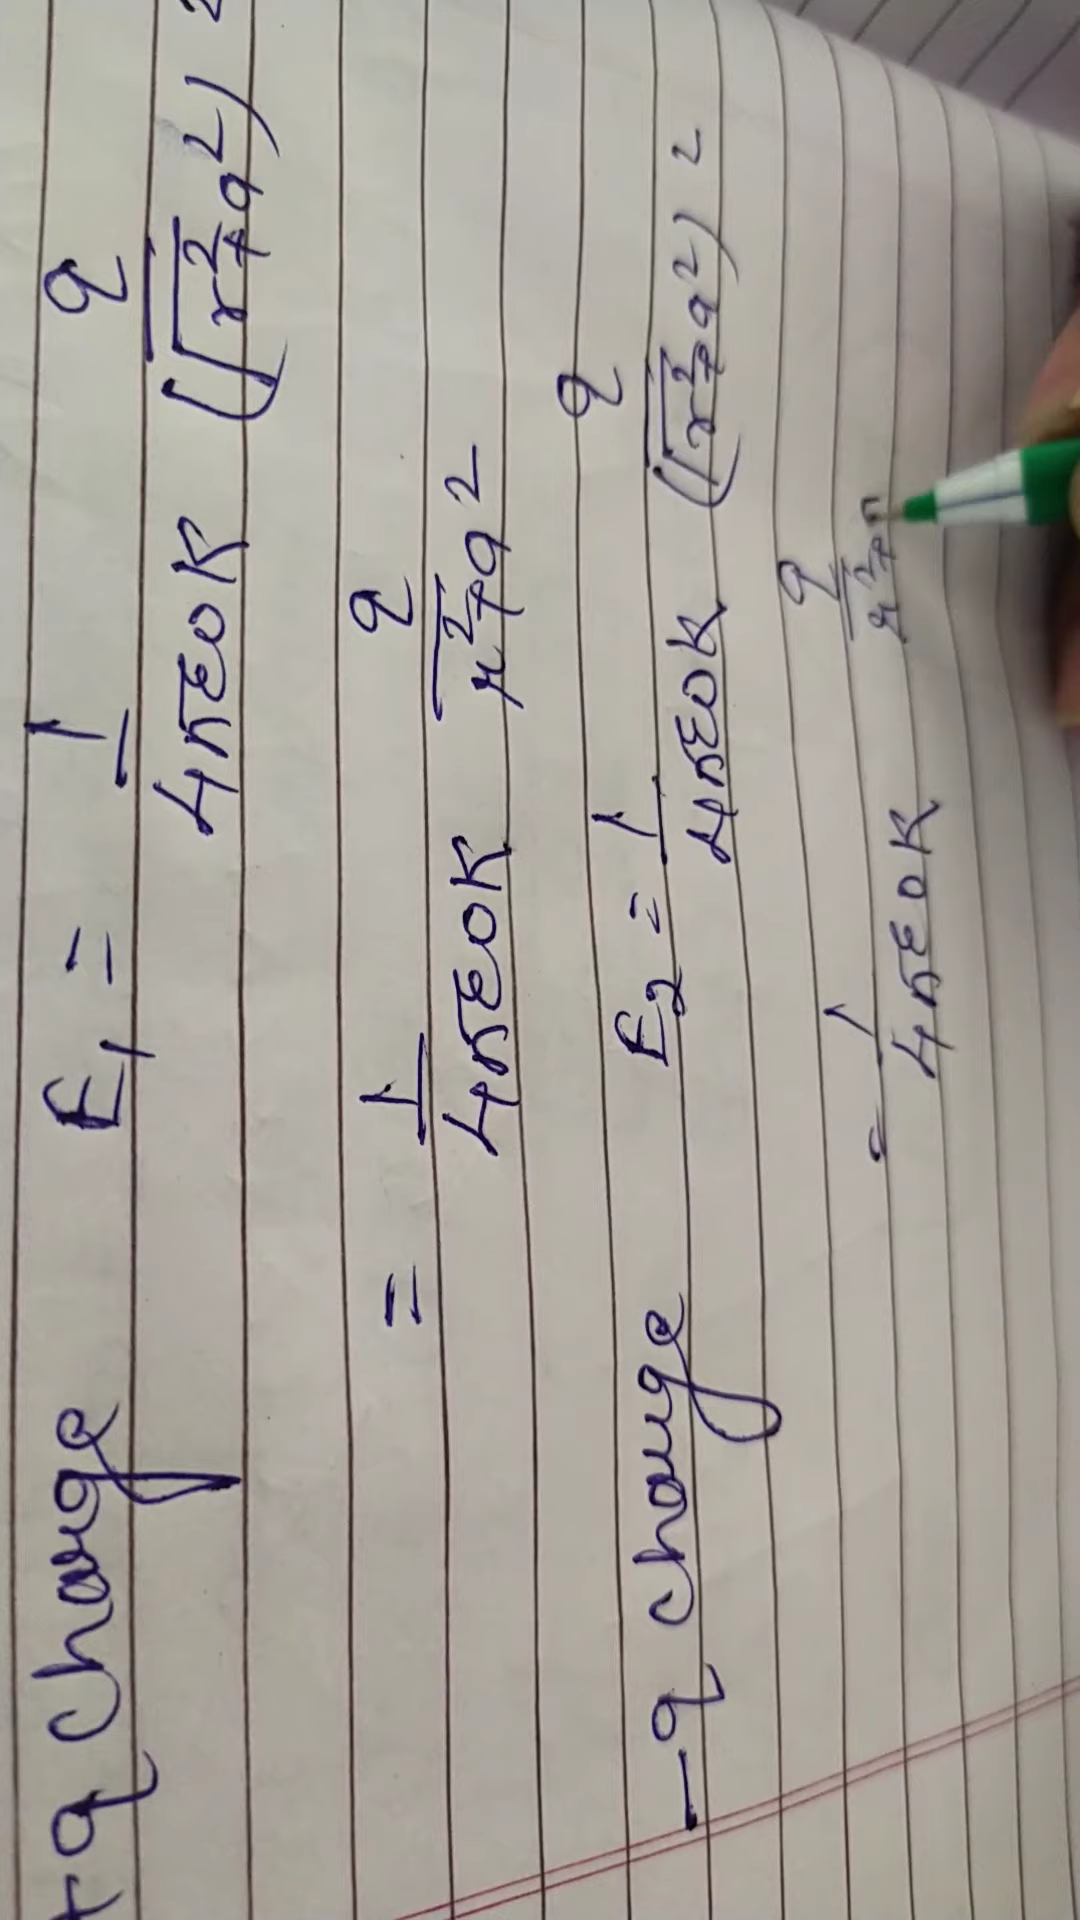 +q charge E₁ = 1/4πε0K q/(√r²+a²)²
= 1/4πε0K q/r²+a²
-q charge E₂ = 1/4πε0K q/(√r²+a²)²
= 1/4πε0K q/r²+